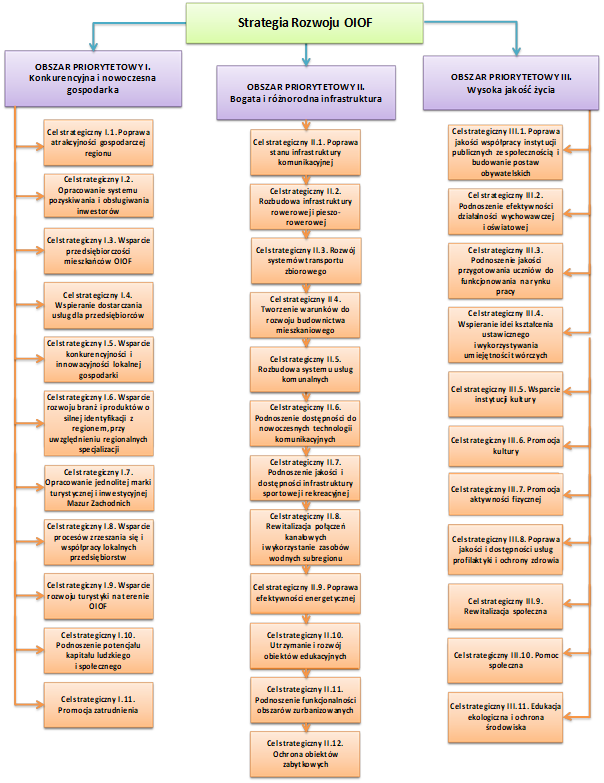 Strategia Rozwoju OIOF
OBSZAR PRIORYTETOWY I.
Konkurencyjna i nowoczesna
gospodarka
Cel strategiczny I.1. Poprawa
atrakcyjności gospodarczej
regionu
Cel strategiczny I.2.
Opracowanie systemu
pozyskiwania i obsługiwania
inwestorów
Cel strategiczny I.3. Wsparcie
przedsiębiorczości
mieszkańców OIOF
Cel strategiczny I.4.
Wspieranie dostarczania
usług dla przedsiębiorców
Cel strategiczny I.5. Wsparcie
konkurencyjności i
innowacyjności lokalnej
gospodarki
Cel strategiczny I.6. Wsparcie
rozwoju branż i produktów o
silnej identyfikacji z
regionem, przy
uwzględnieniu regionalnych
specjalizacji
Cel strategiczny I.7.
Opracowanie jednolitej marki
turystycznej i inwestycyjnej
Mazur Zachodnich
Cel strategiczny I.8. Wsparcie
procesów zrzeszania się i
współpracy lokalnych
przedsiębiorstw
Cel strategiczny I.9. Wsparcie
rozwoju turystyki na terenie
OIOF
Cel strategiczny I.10.
Podnoszenie potencjału
kapitału ludzkiego
i społecznego
Cel strategiczny I.11.
Promocja zatrudnienia
OBSZAR PRIORYTETOWY II.
Bogata i różnorodna infrastruktura
Cel strategiczny II.1. Poprawa
stanu infrastruktury
komunikacyjnej
Cel strategiczny II.2.
Rozbudowa infrastruktury
rowerowej i pieszo-
rowerowej
Cel strategiczny II.3. Rozwój
systemów transportu
zbiorowego
Cel strategiczny II 4.
Tworzenie warunków do
rozwoju budownictwa
mieszkaniowego
Cel strategiczny II.5.
Rozbudowa systemu usług
komunalnych
Cel strategiczny II.6.
Podnoszenie dostępności do
nowoczesnych technologii
komunikacyjnych
Cel strategiczny II.7.
Podnoszenie jakości i
dostępności infrastruktury
sportowej i rekreacyjnej
Cel strategiczny II.8.
Rewitalizacja połączeń
kanałowych
i wykorzystanie zasobów
wodnych subregionu
Cel strategiczny II.9. Poprawa
efektywności energetycznej
Cel strategiczny II.10.
Utrzymanie i rozwój
obiektów edukacyjnych
Cel strategiczny II.11.
Podnoszenie funkcjonalności
obszarów zurbanizowanych
Cel strategiczny II.12.
Ochrona obiektów
zabytkowych
OBSZAR PRIORYTETOWY III.
Wysoka jakość życia
Cel strategiczny III.1. Poprawa
jakości współpracy instytucji
publicznych ze społecznością i
budowanie postaw
obywatelskich
Cel strategiczny III.2.
Podnoszenie efektywności
działalności wychowawczej
i oświatowej
Cel strategiczny III.3.
Podnoszenie jakości
przygotowania uczniów do
funkcjonowania na rynku
pracy
Cel strategiczny III.4.
Wspieranie idei kształcenia
ustawicznego
i wykorzystywania
umiejętności twórczych
Cel strategiczny III.5. Wsparcie
instytucji kultury
Cel strategiczny III.6. Promocja
kultury
Cel strategiczny III.7. Promocja
aktywności fizycznej
Cel strategiczny III.8. Poprawa
jakości i dostępności usług
profilaktyki i ochrony zdrowia
Cel strategiczny III.9.
Rewitalizacja społeczna
Cel strategiczny III.10. Pomoc
społeczna
Cel strategiczny III.11. Edukacja
ekologiczna i ochrona
środowiska